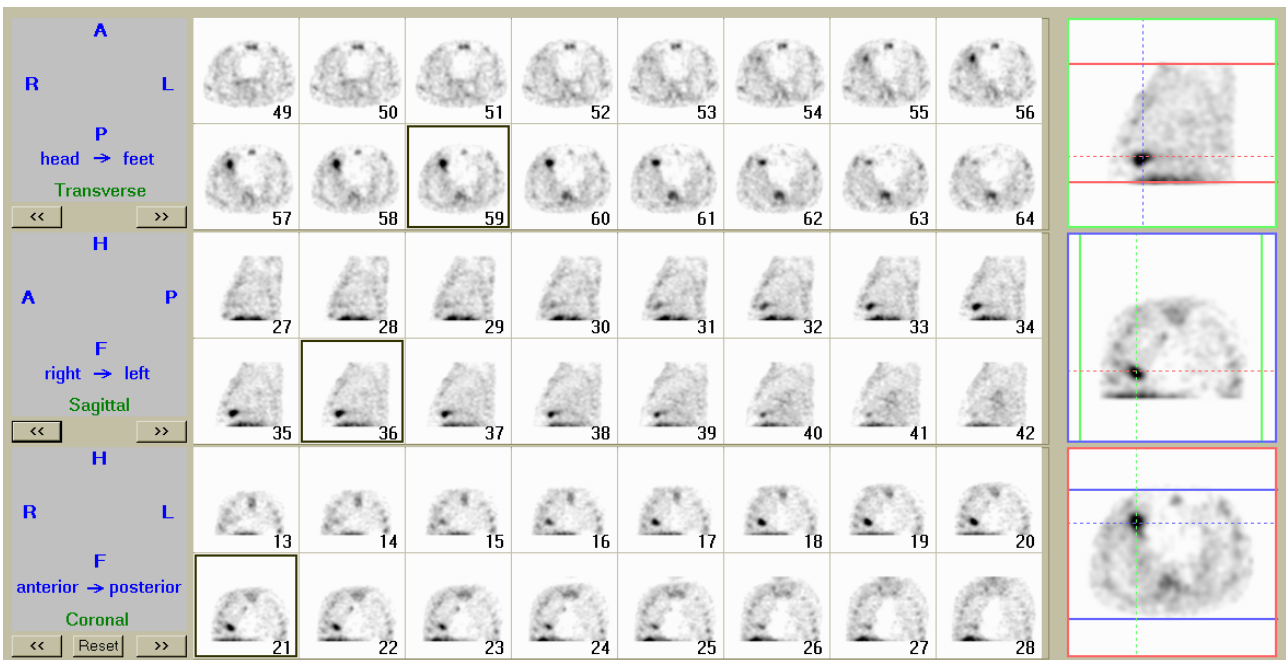 A
R L
P
head → feet
Transverse
<< >>
49 50 51 52 53 54 55 56
57 58 59 60 61 62 63 64
H
A P
F
right → left
Sagittal
<< >>
27 28 29 30 31 32 33 34
35 36 37 38 39 40 41 42
H
R L
F
anterior → posterior
Coronal
<< Reset >>
13 14 15 16 17 18 19 20
21 22 23 24 25 26 27 28